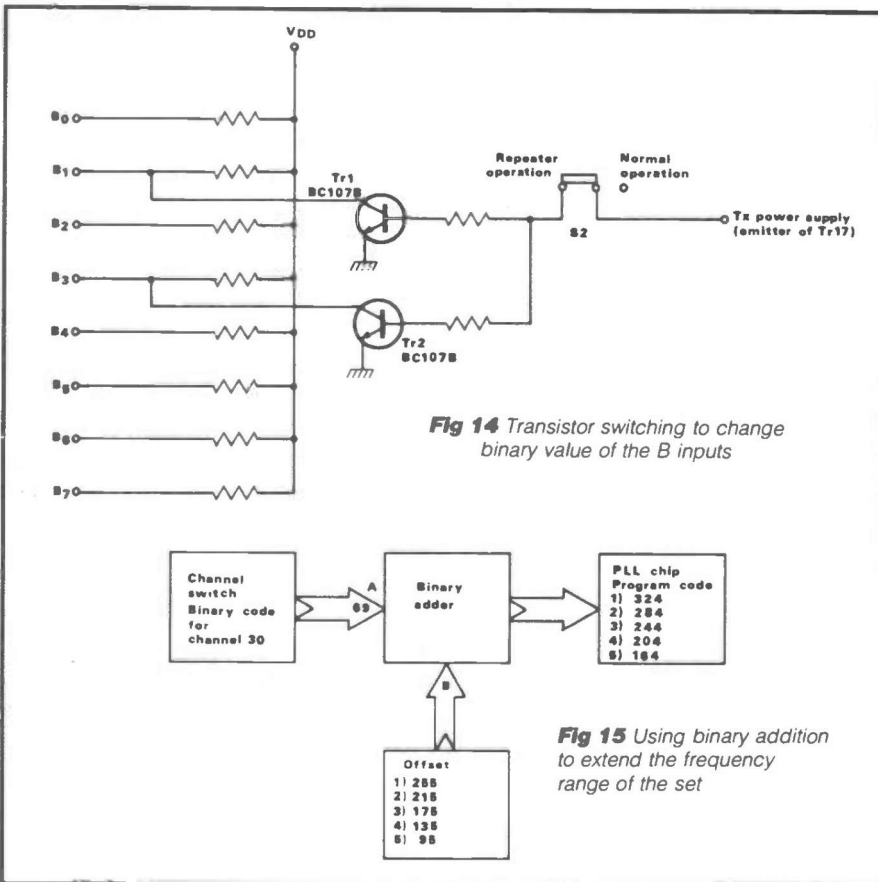 VDD
B0
B1
Tr1
BC107B
B2
B3
Tr2
BC107B
B4
B5
B6
B7
Repeater
operation
Normal
operation
S2
Tx power supply
(emitter of Tr17)
Fig 14 Transistor switching to change
binary value of the B inputs
Channel
switch
Binary code
for
channel 30
A
69
Binary
adder
PLL chip
Program code
1) 324
2) 284
3) 244
4) 204
5) 164
B
Offset
1) 255
2) 215
3) 175
4) 135
5) 95
Fig 15 Using binary addition
to extend the frequency
range of the set